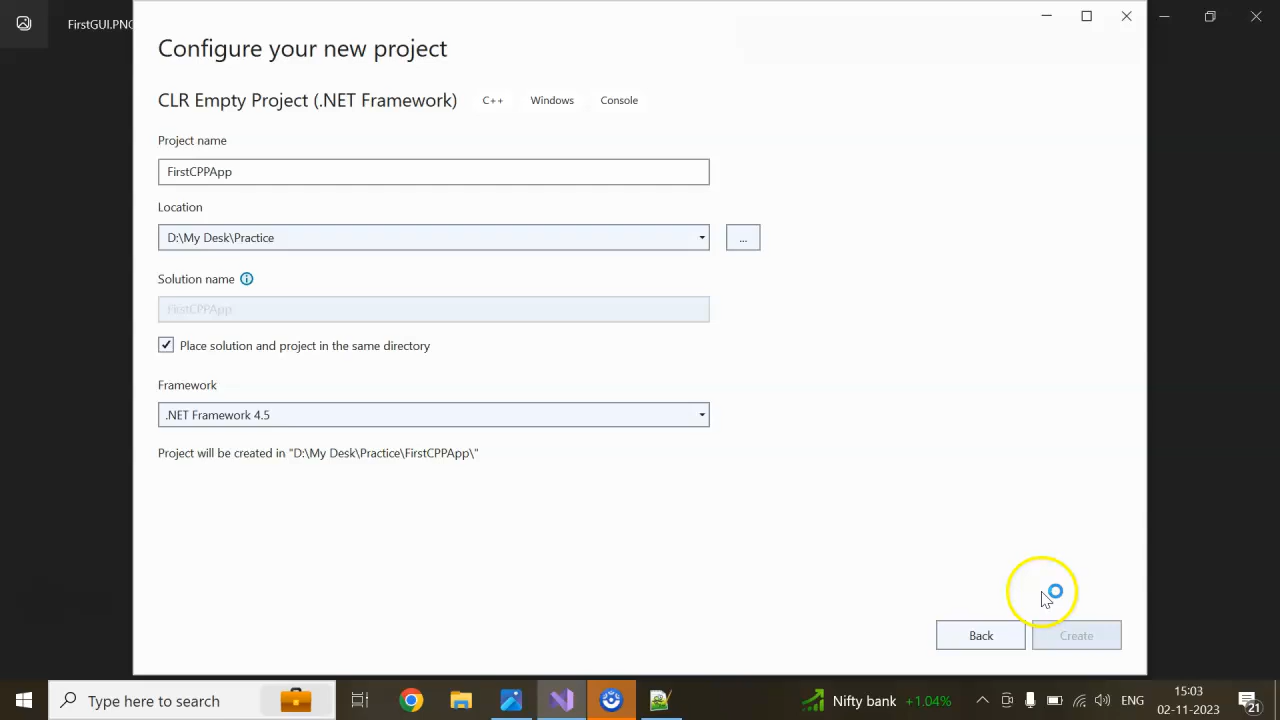 FirstGUI.PNG
Configure your new project
CLR Empty Project (.NET Framework) C++ Windows Console
Project name
FirstCPPApp
Location
D:\My Desk\Practice
...
Solution name
FirstCPPApp
Place solution and project in the same directory
Framework
.NET Framework 4.5
Project will be created in "D:\My Desk\Practice\FirstCPPApp\"
Back Create
Type here to search
Nifty bank +1.04%
ENG
15:03
02-11-2023
21